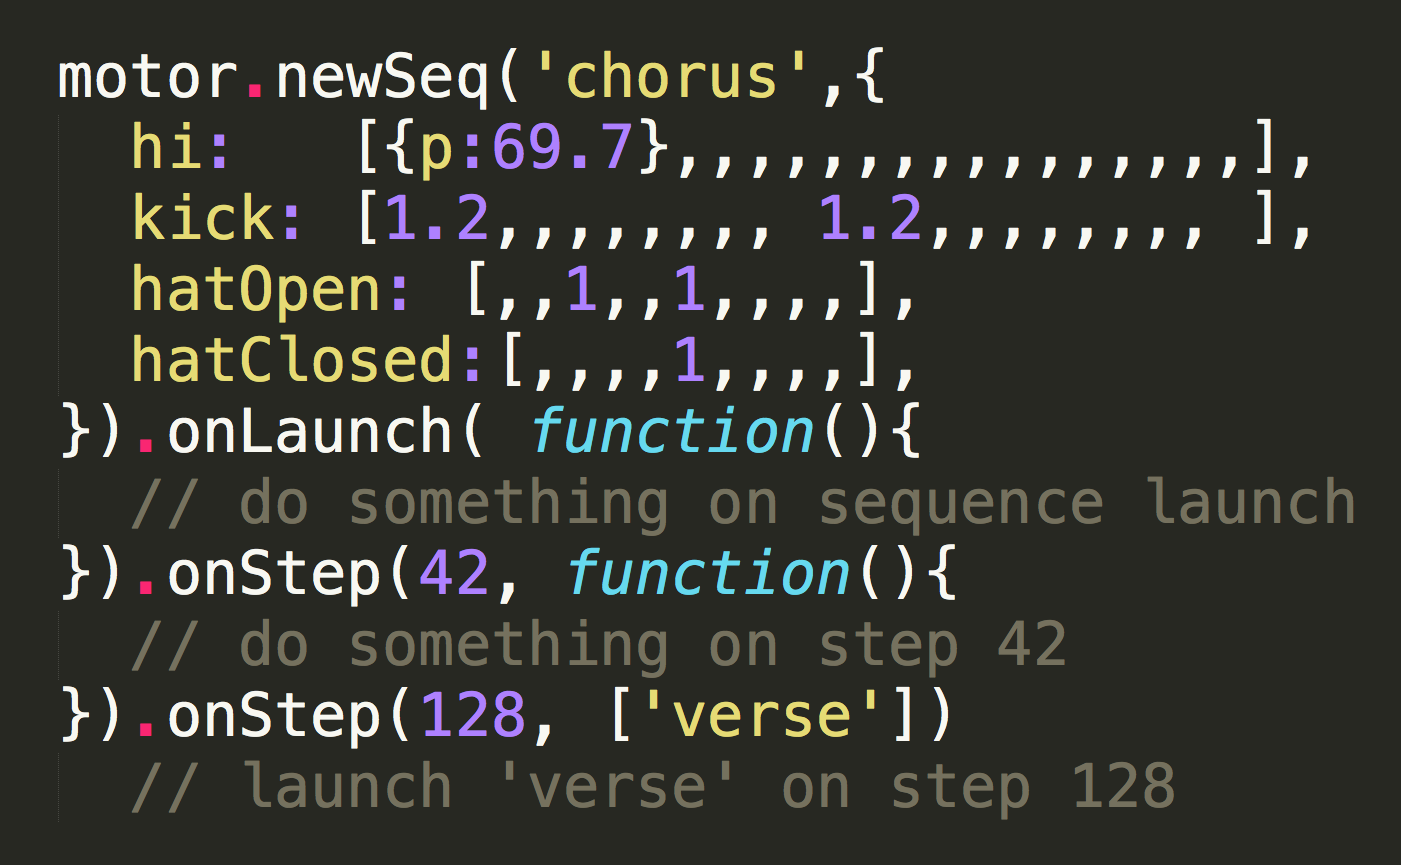 motor.newSeq('chorus',{
  hi:   [{p:69.7},,,,,,,,,,,,,,,,],
  kick: [1.2,,,,,,,, 1.2,,,,,,,, ],
  hatOpen: [,,1,,1,,,,],
  hatClosed:[,,,,1,,,,],
}).onLaunch( function(){
  // do something on sequence launch
}).onStep(42, function(){
  // do something on step 42
}).onStep(128, ['verse'])
  // launch 'verse' on step 128